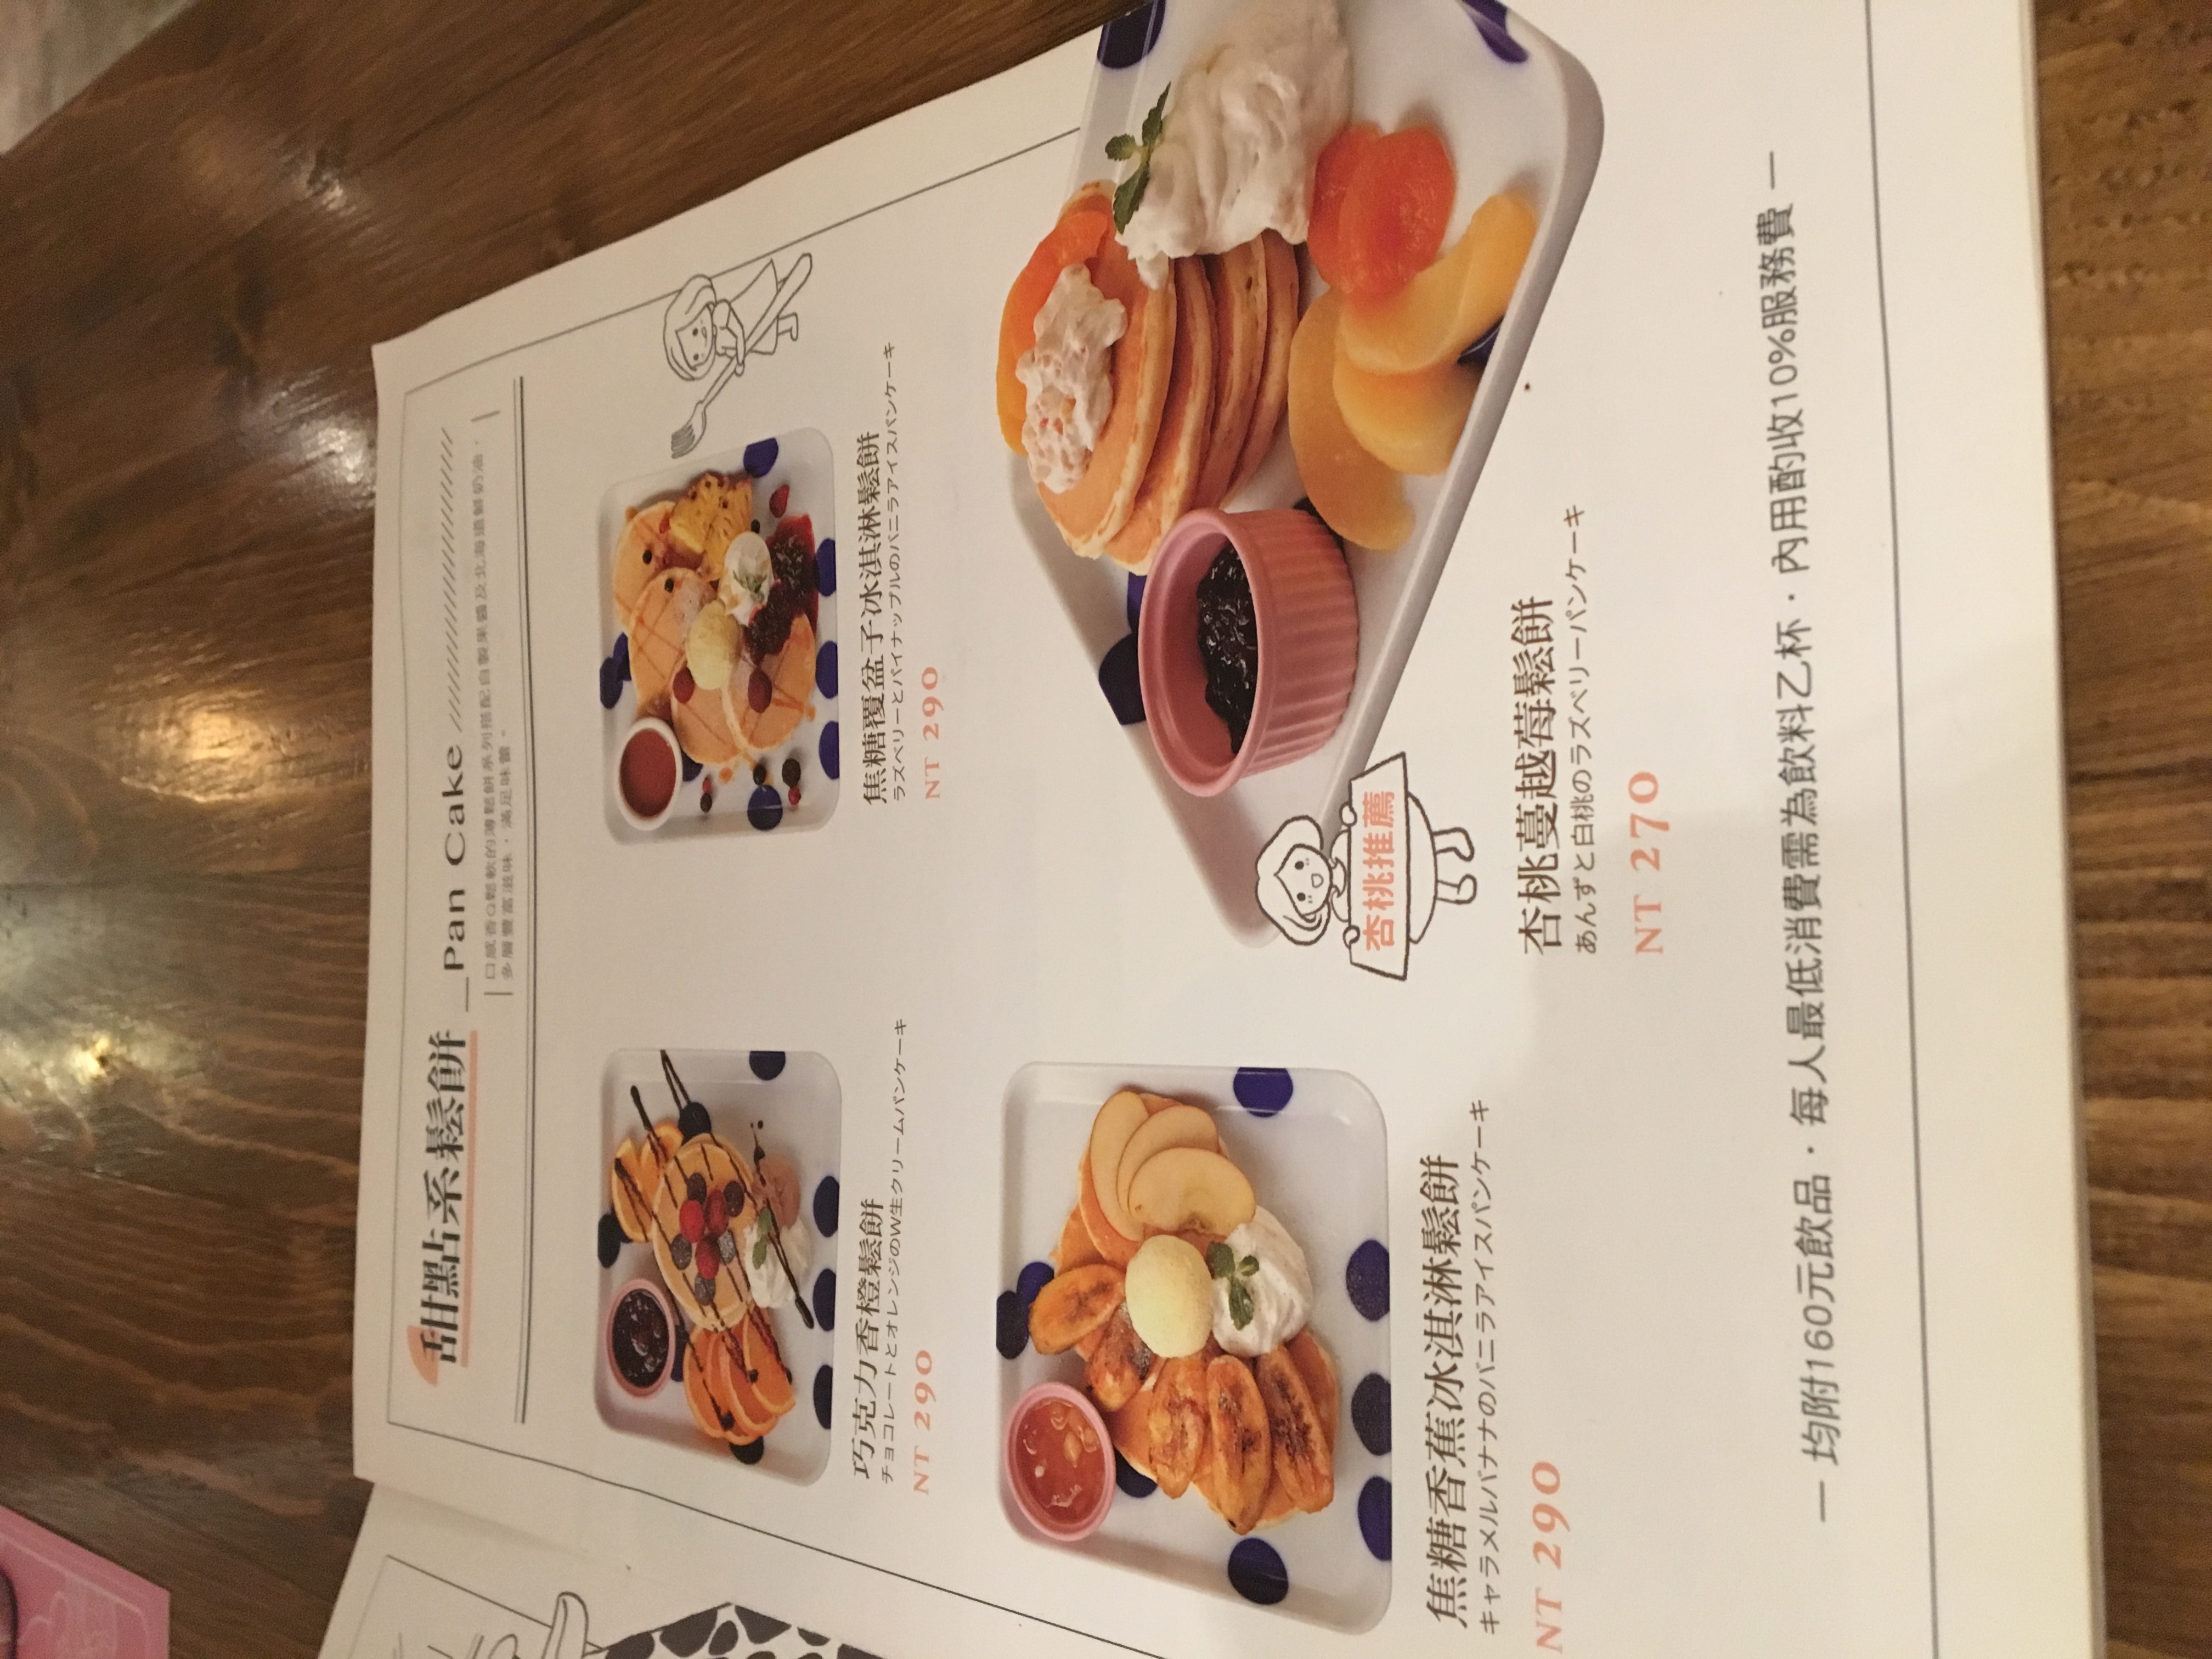 甜點系鬆餅 _Pan Cake
口感香Q鬆軟的薄鬆餅系列搭配自製果醬及北海道鮮奶油，
多層豐富滋味，滿足味蕾。
巧克力香橙鬆餅
チョコレートとオレンジのW生クリームパンケーキ
NT 290
焦糖覆盆子冰淇淋鬆餅
ラズベリーとパイナップルのバニラアイスパンケーキ
NT 290
焦糖香蕉冰淇淋鬆餅
キャラメルバナナのバニラアイスパンケーキ
NT 290
杏桃推薦
杏桃蔓越莓鬆餅
あんずと白桃のラズベリーパンケーキ
NT 270
— 均附160元飲品・每人最低消費需為飲料乙杯・內用酌收10%服務費 —